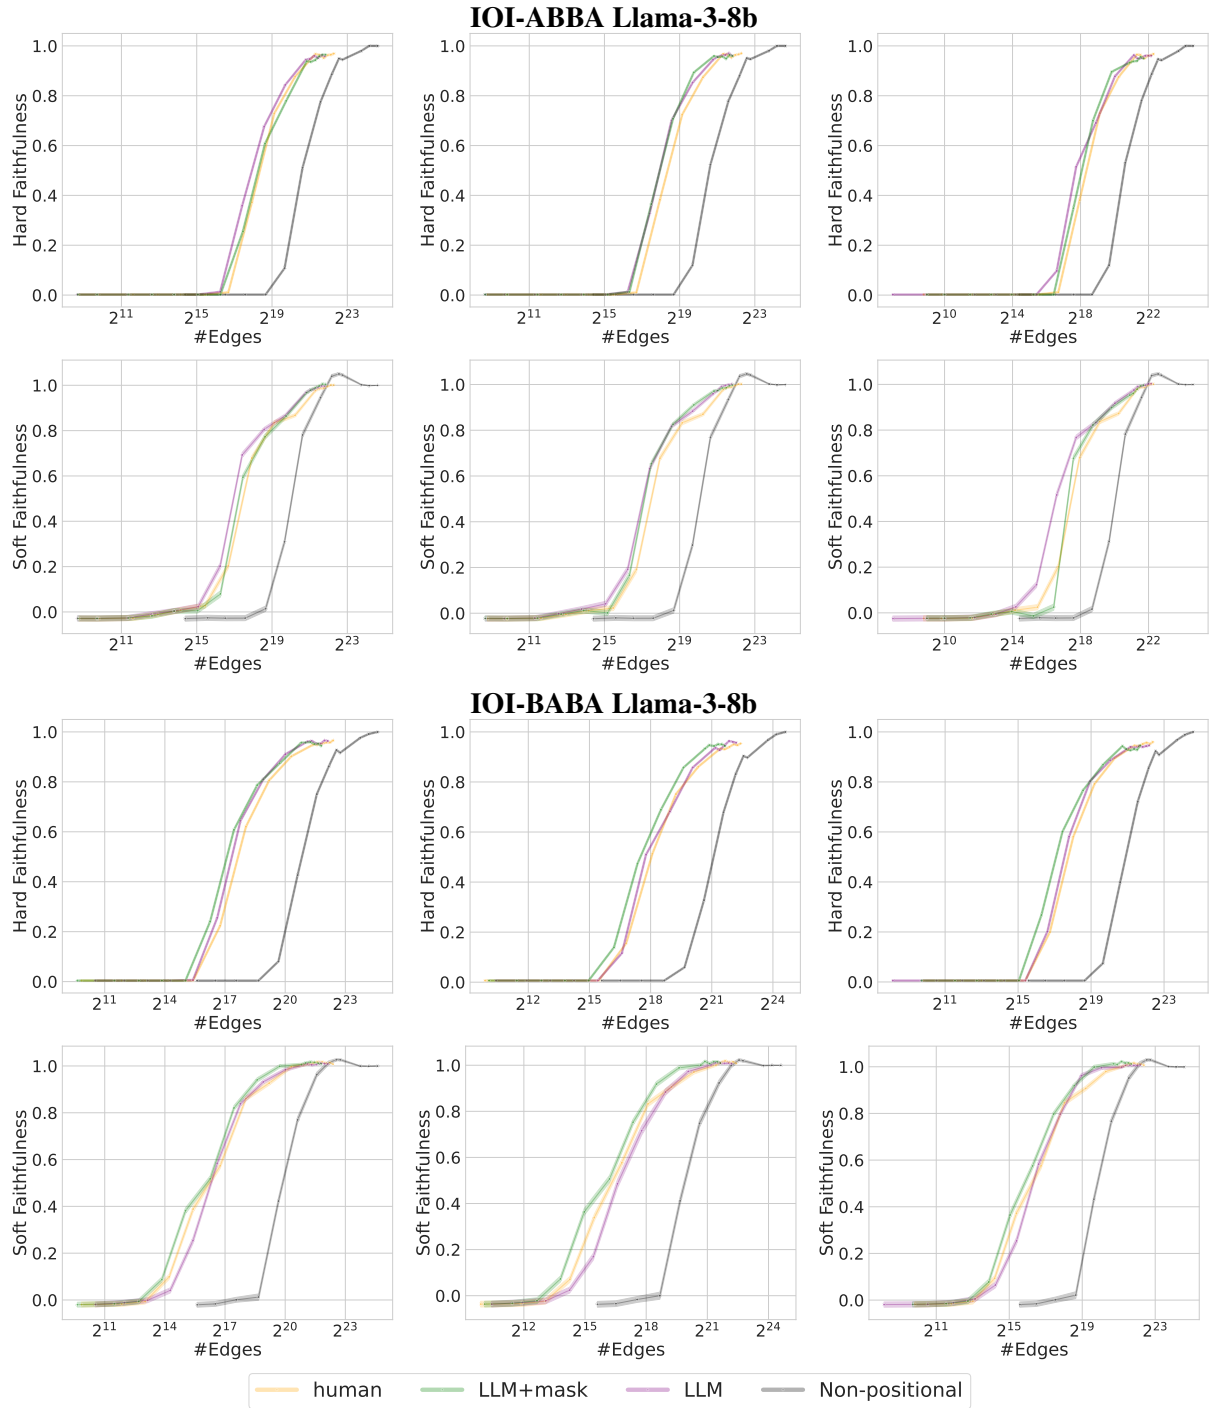 IOI-ABBA Llama-3-8b
1.0 1.0 1.0
0.8 0.8 0.8
0.6 0.6 0.6
0.4 0.4 0.4
0.2 0.2 0.2
0.0 0.0 0.0
Hard Faithfulness Hard Faithfulness Hard Faithfulness
2^11 2^15 2^19 2^23 2^11 2^15 2^19 2^23 2^10 2^14 2^18 2^22
#Edges #Edges #Edges
1.0 1.0 1.0
0.8 0.8 0.8
0.6 0.6 0.6
0.4 0.4 0.4
0.2 0.2 0.2
0.0 0.0 0.0
Soft Faithfulness Soft Faithfulness Soft Faithfulness
2^11 2^15 2^19 2^23 2^11 2^15 2^19 2^23 2^10 2^14 2^18 2^22
#Edges #Edges #Edges
IOI-BABA Llama-3-8b
1.0 1.0 1.0
0.8 0.8 0.8
0.6 0.6 0.6
0.4 0.4 0.4
0.2 0.2 0.2
0.0 0.0 0.0
Hard Faithfulness Hard Faithfulness Hard Faithfulness
2^11 2^14 2^17 2^20 2^23 2^12 2^15 2^18 2^21 2^24 2^11 2^15 2^19 2^23
#Edges #Edges #Edges
1.0 1.0 1.0
0.8 0.8 0.8
0.6 0.6 0.6
0.4 0.4 0.4
0.2 0.2 0.2
0.0 0.0 0.0
Soft Faithfulness Soft Faithfulness Soft Faithfulness
2^11 2^14 2^17 2^20 2^23 2^12 2^15 2^18 2^21 2^24 2^11 2^15 2^19 2^23
#Edges #Edges #Edges
human LLM+mask LLM Non-positional